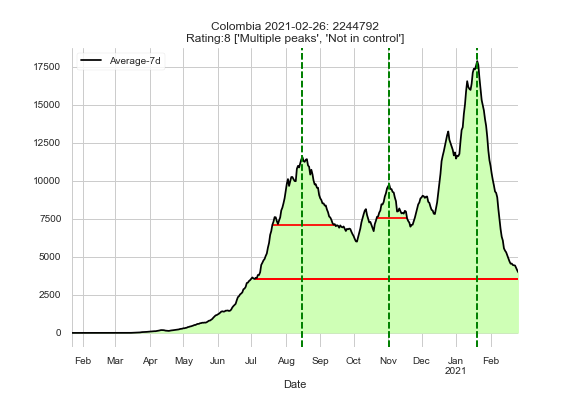 Colombia 2021-02-26: 2244792
Rating:8 ['Multiple peaks', 'Not in control']
Average-7d
17500
15000
12500
10000
7500
5000
2500
0
Feb Mar Apr May Jun Jul Aug Sep Oct Nov Dec Jan Feb
2021
Date